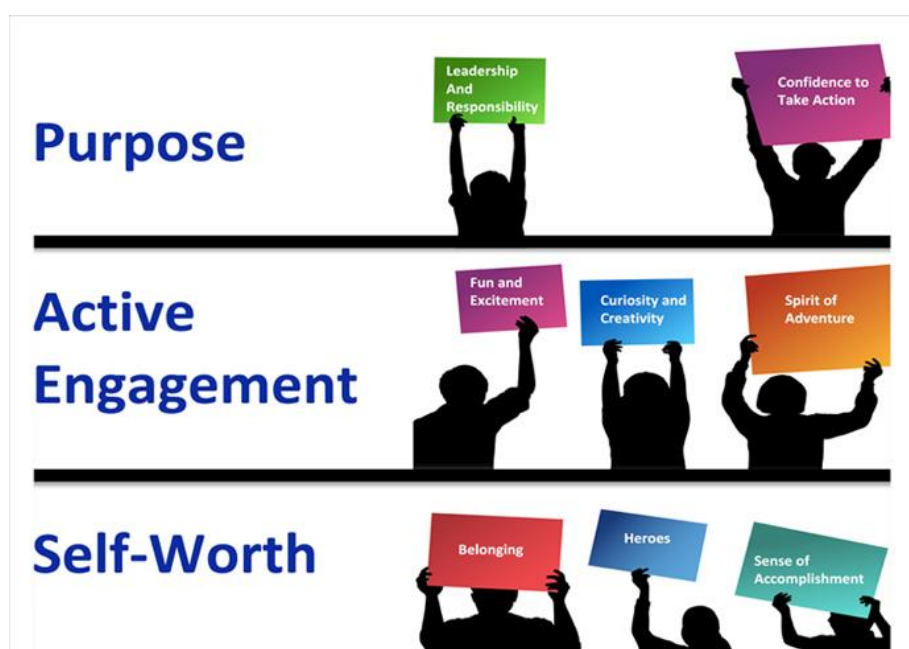 Purpose
Leadership
And
Responsibility
Confidence to
Take Action
Active
Engagement
Fun and
Excitement
Curiosity and
Creativity
Spirit of
Adventure
Self-Worth
Belonging
Heroes
Sense of
Accomplishment